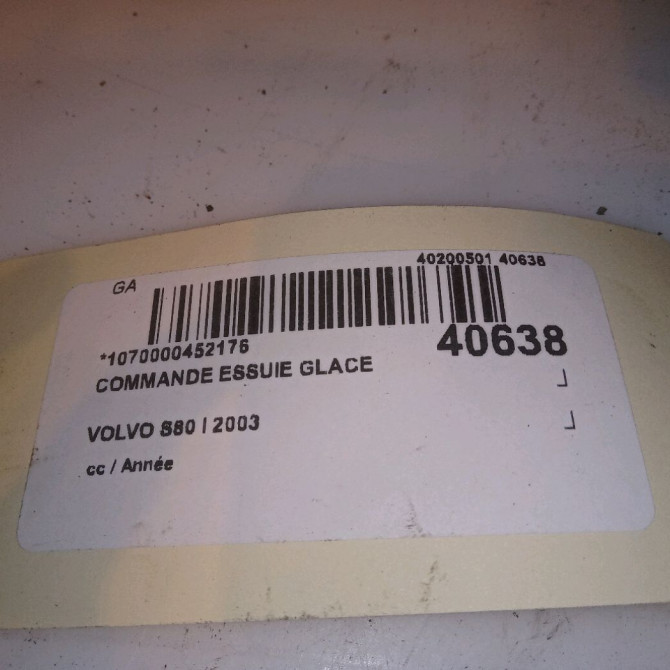 GA
40200501 40638
*1070000452176
40638
COMMANDE ESSUIE GLACE
VOLVO S80 I 2003
cc / Année